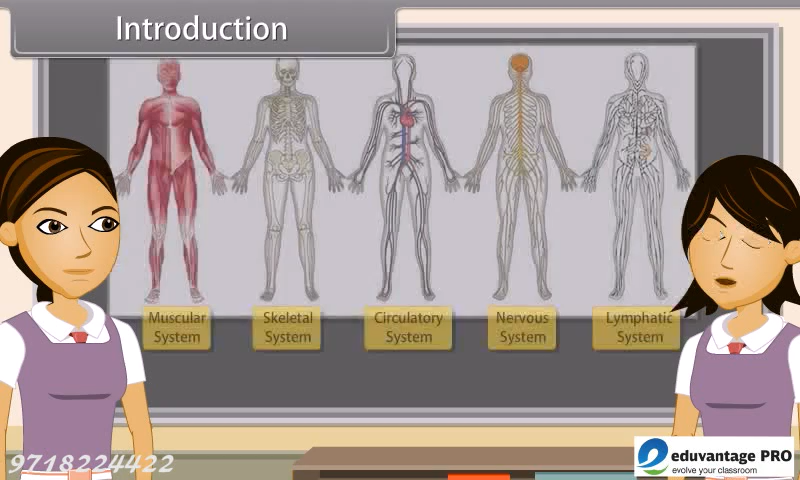 Introduction
Muscular
System
Skeletal
System
Circulatory
System
Nervous
System
Lymphatic
System
9718224422
eduvantage PRO
evolve your classroom